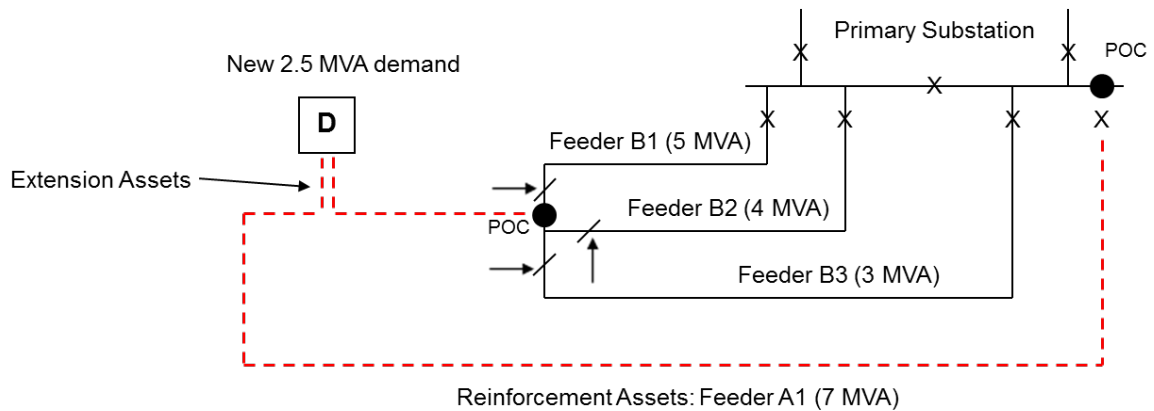 Primary Substation
POC
New 2.5 MVA demand
D
X
X
X
X
X
X
X
Feeder B1 (5 MVA)
Extension Assets
Feeder B2 (4 MVA)
POC
Feeder B3 (3 MVA)
Reinforcement Assets: Feeder A1 (7 MVA)